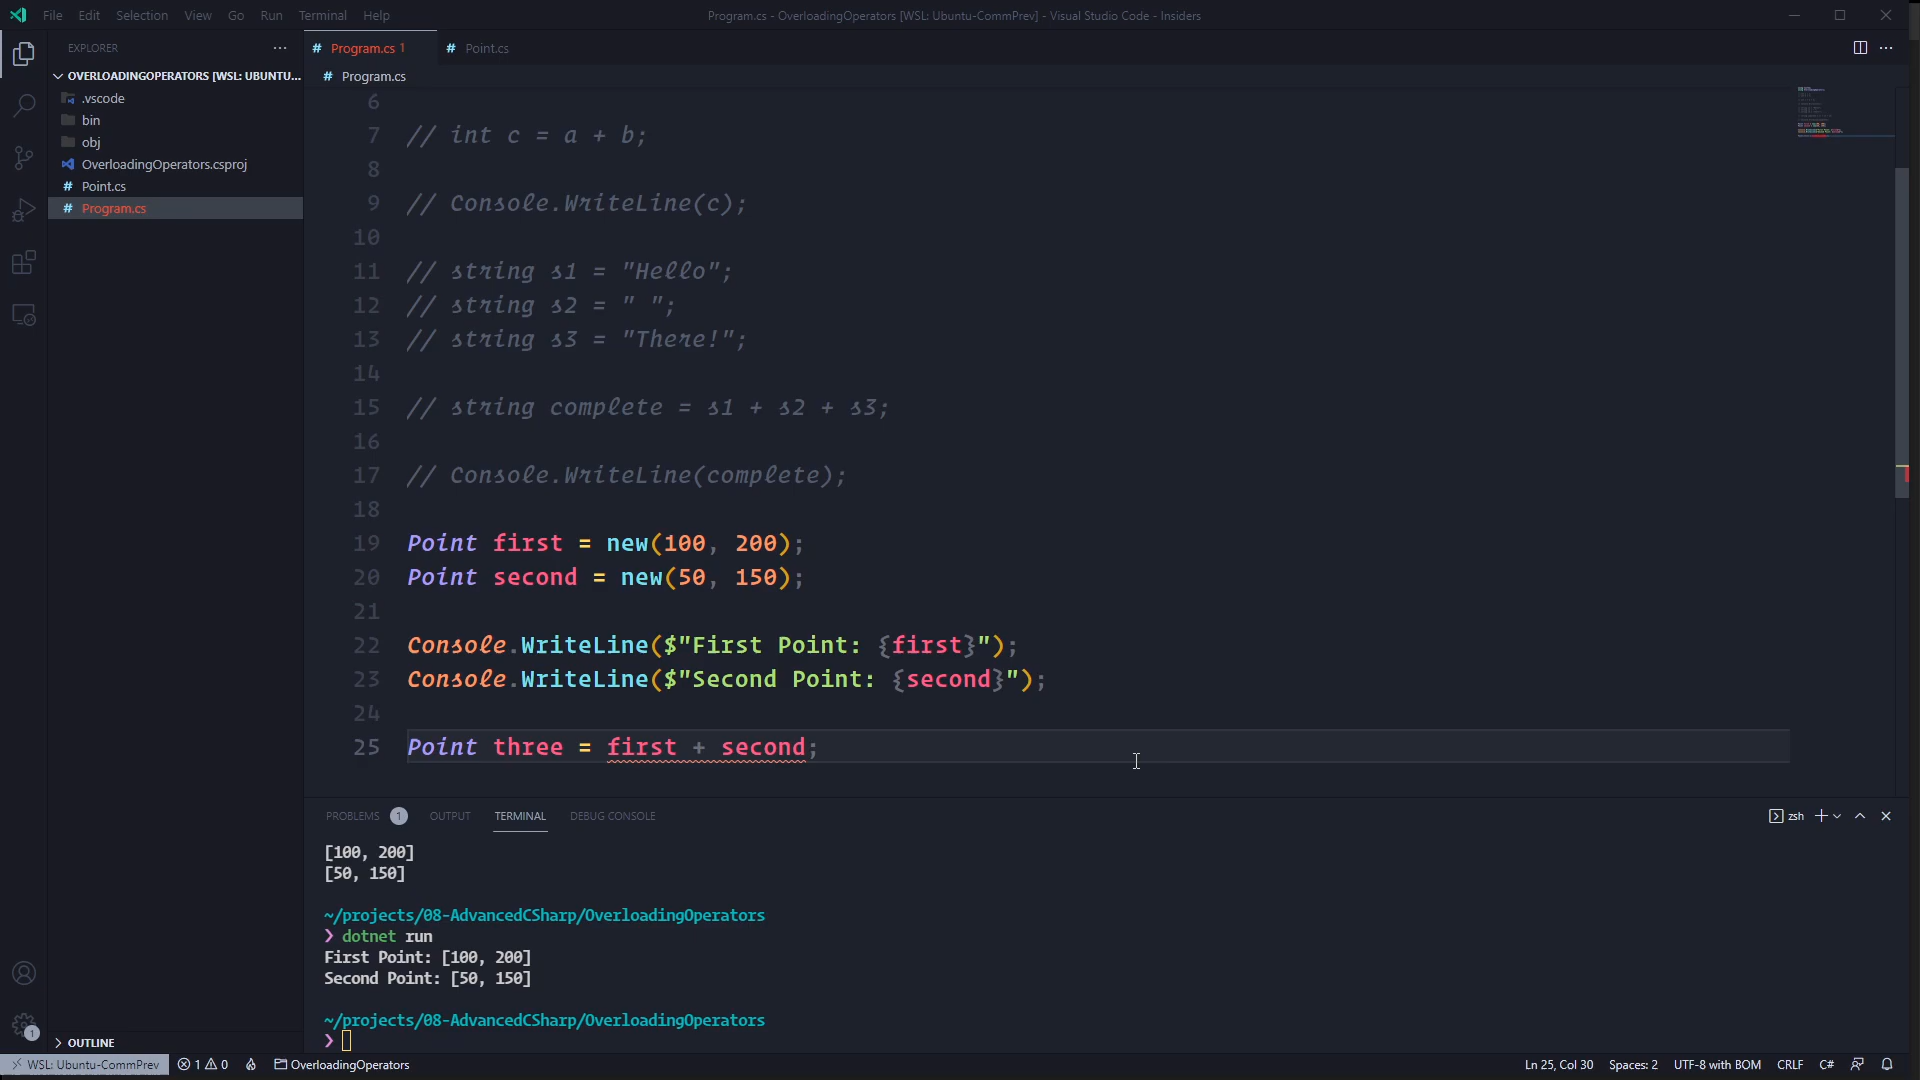 File Edit Selection View Go Run Terminal Help
Program.cs - OverloadingOperators [WSL: Ubuntu-CommPrev] - Visual Studio Code - Insiders
EXPLORER
OVERLOADINGOPERATORS [WSL: UBUNTU...
.vscode
bin
obj
OverloadingOperators.csproj
# Point.cs
# Program.cs
OUTLINE
# Program.cs 1
# Point.cs
# Program.cs
6
7 // int c = a + b;
8
9 // Console.WriteLine(c);
10
11 // string s1 = "Hello";
12 // string s2 = " ";
13 // string s3 = "There!";
14
15 // string complete = s1 + s2 + s3;
16
17 // Console.WriteLine(complete);
18
19 Point first = new(100, 200);
20 Point second = new(50, 150);
21
22 Console.WriteLine($"First Point: {first}");
23 Console.WriteLine($"Second Point: {second}");
24
25 Point three = first + second;
PROBLEMS 1 OUTPUT TERMINAL DEBUG CONSOLE
zsh
[100, 200]
[50, 150]
~/projects/08-AdvancedCSharp/OverloadingOperators
❯ dotnet run
First Point: [100, 200]
Second Point: [50, 150]
~/projects/08-AdvancedCSharp/OverloadingOperators
❯
1
WSL: Ubuntu-CommPrev 1 0 OverloadingOperators
Ln 25, Col 30 Spaces: 2 UTF-8 with BOM CRLF C#